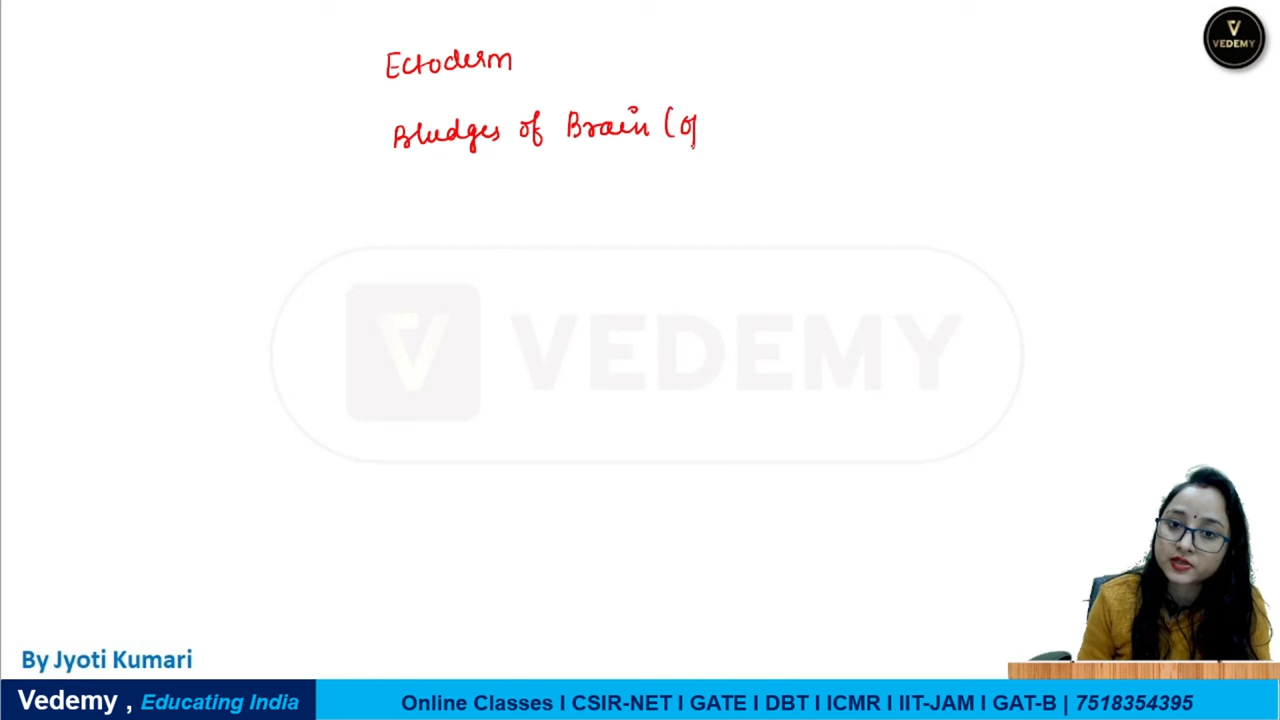 VEDEMY
Ectoderm
Bludges of Brain (of
VEDEMY
By Jyoti Kumari
Vedemy , Educating India
Online Classes I CSIR-NET I GATE I DBT I ICMR I IIT-JAM I GAT-B | 7518354395